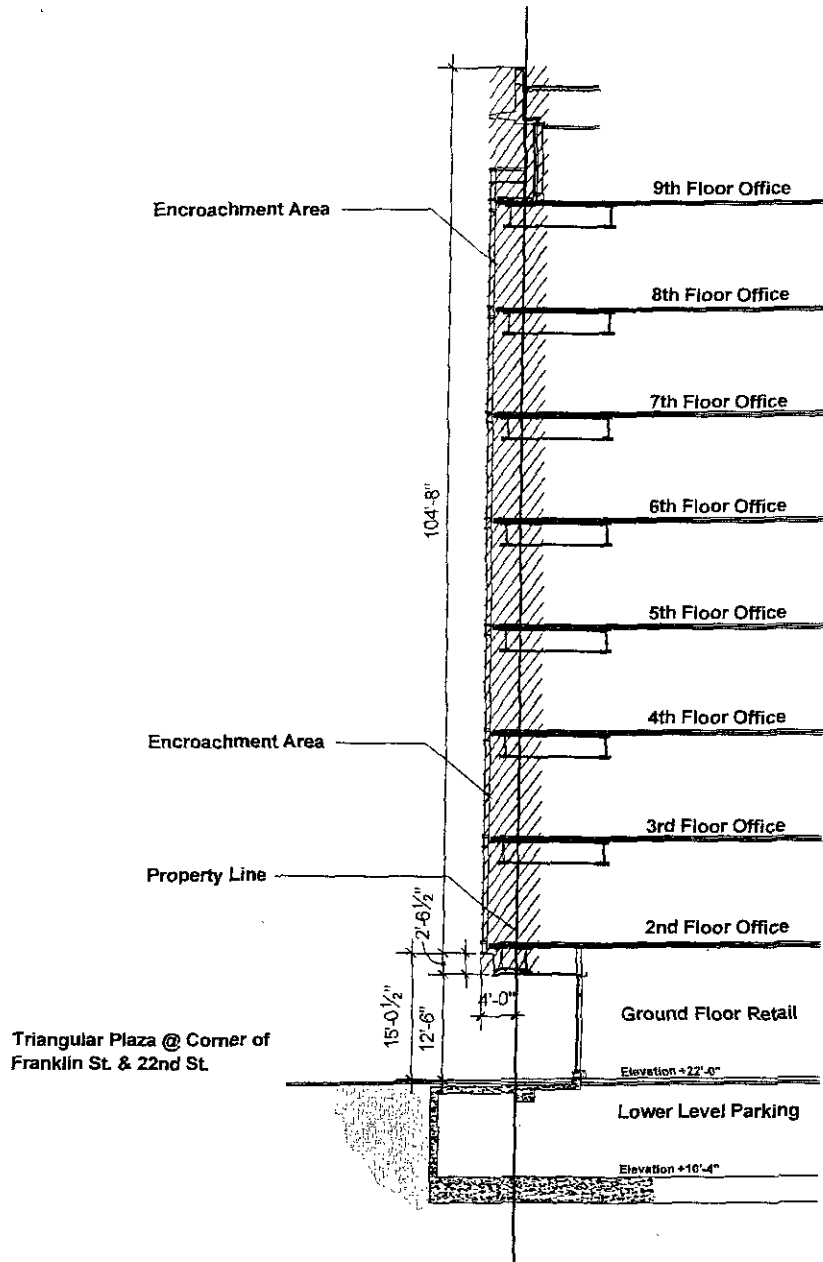 9th Floor Office
Encroachment Area
8th Floor Office
7th Floor Office
104'-8"
6th Floor Office
5th Floor Office
4th Floor Office
Encroachment Area
3rd Floor Office
Property Line
2'-6½"
2nd Floor Office
4'-0"
15'-0½"
12'-6"
Ground Floor Retail
Triangular Plaza @ Corner of
Franklin St. & 22nd St.
Elevation +22'-0"
Lower Level Parking
Elevation +10'-4"